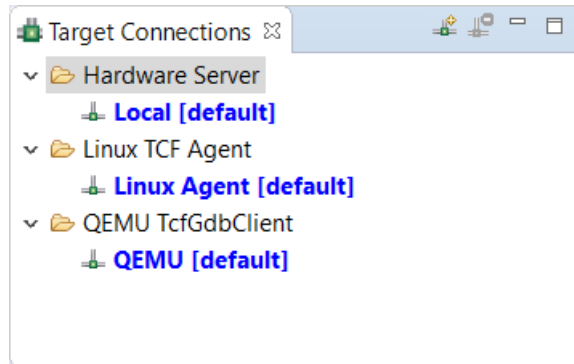 Target Connections
Hardware Server
Local [default]
Linux TCF Agent
Linux Agent [default]
QEMU TcfGdbClient
QEMU [default]